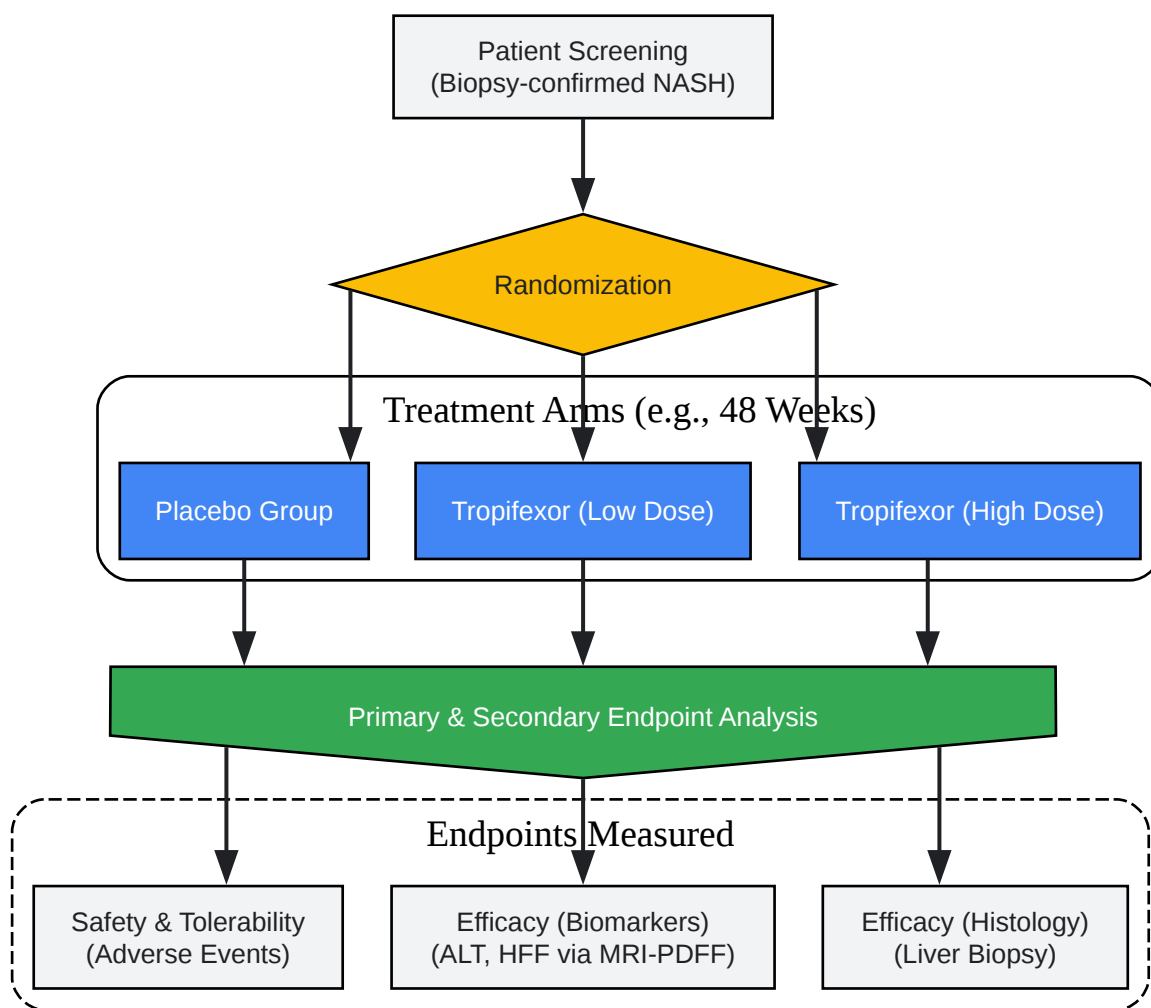 Patient Screening
(Biopsy-confirmed NASH)
Randomization
Treatment Arms (e.g., 48 Weeks)
Placebo Group
Tropifexor (Low Dose)
Tropifexor (High Dose)
Primary & Secondary Endpoint Analysis
Endpoints Measured
Safety & Tolerability
(Adverse Events)
Efficacy (Biomarkers)
(ALT, HFF via MRI-PDFF)
Efficacy (Histology)
(Liver Biopsy)